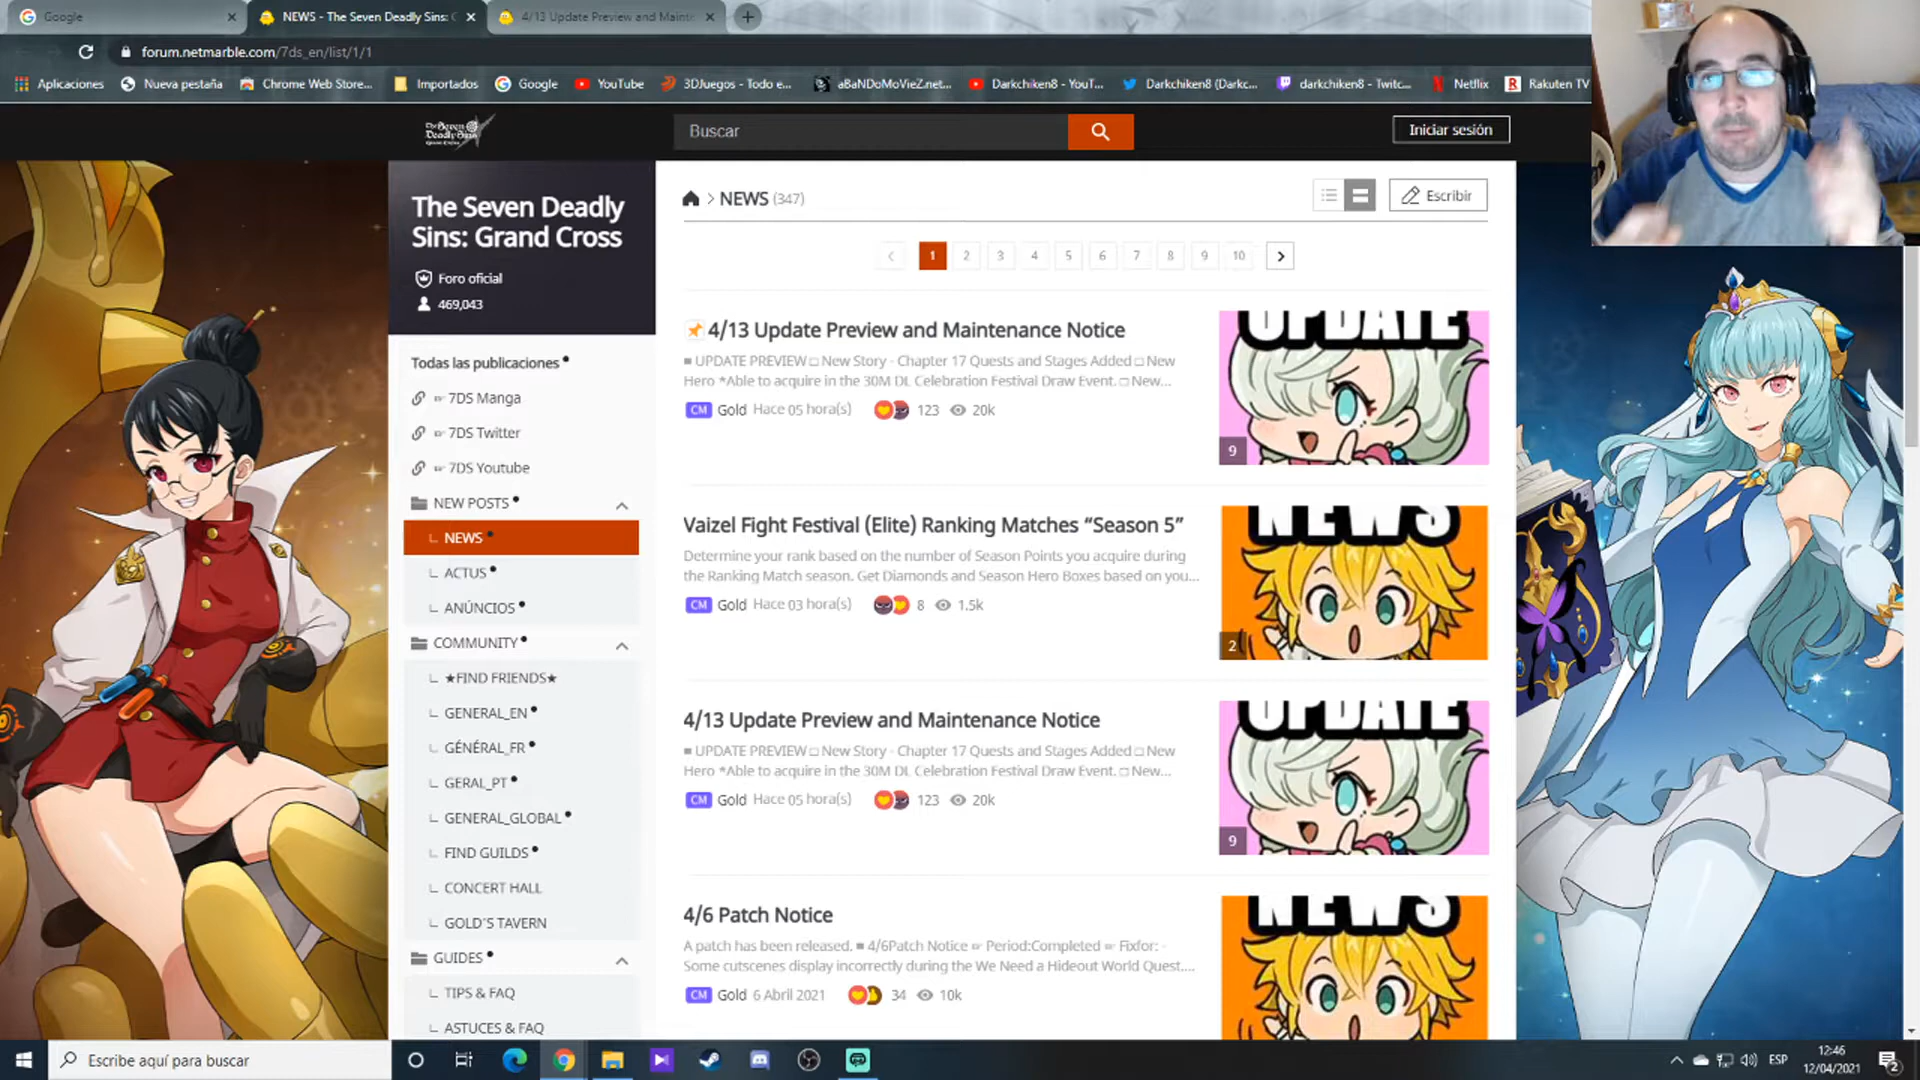 Google
NEWS - The Seven Deadly Sins: G
4/13 Update Preview and Mainte
forum.netmarble.com/7ds_en/list/1/1
Aplicaciones
Nueva pestaña
Chrome Web Store...
Importados
Google
YouTube
3DJuegos - Todo e...
aBaNDoMoVieZ.net...
Darkchiken8 - YouT...
Darkchiken8 (Darkc...
darkchiken8 - Twitc...
Netflix
Rakuten TV
The Seven Deadly Sins Grand Cross
Buscar
Iniciar sesión
The Seven Deadly
Sins: Grand Cross
Foro oficial
469,043
Todas las publicaciones
7DS Manga
7DS Twitter
7DS Youtube
NEW POSTS
NEWS
ACTUS
ANÚNCIOS
COMMUNITY
★FIND FRIENDS★
GENERAL_EN
GÉNÉRAL_FR
GERAL_PT
GENERAL_GLOBAL
FIND GUILDS
CONCERT HALL
GOLD'S TAVERN
GUIDES
TIPS & FAQ
ASTUCES & FAQ
> NEWS (347)
Escribir
< 1 2 3 4 5 6 7 8 9 10 >
4/13 Update Preview and Maintenance Notice
■ UPDATE PREVIEW □ New Story - Chapter 17 Quests and Stages Added □ New
Hero *Able to acquire in the 30M DL Celebration Festival Draw Event. □ New...
CM Gold Hace 05 hora(s) 123 20k
UPDATE
9
Vaizel Fight Festival (Elite) Ranking Matches “Season 5”
Determine your rank based on the number of Season Points you acquire during
the Ranking Match season. Get Diamonds and Season Hero Boxes based on you...
CM Gold Hace 03 hora(s) 8 1.5k
NEWS
2
4/13 Update Preview and Maintenance Notice
■ UPDATE PREVIEW □ New Story - Chapter 17 Quests and Stages Added □ New
Hero *Able to acquire in the 30M DL Celebration Festival Draw Event. □ New...
CM Gold Hace 05 hora(s) 123 20k
UPDATE
9
4/6 Patch Notice
A patch has been released. ■ 4/6Patch Notice ☞ Period:Completed ☞ Fixfor: -
Some cutscenes display incorrectly during the We Need a Hideout World Quest....
CM Gold 6 Abril 2021 34 10k
NEWS
Escribe aquí para buscar
ESP
12:46
12/04/2021
2